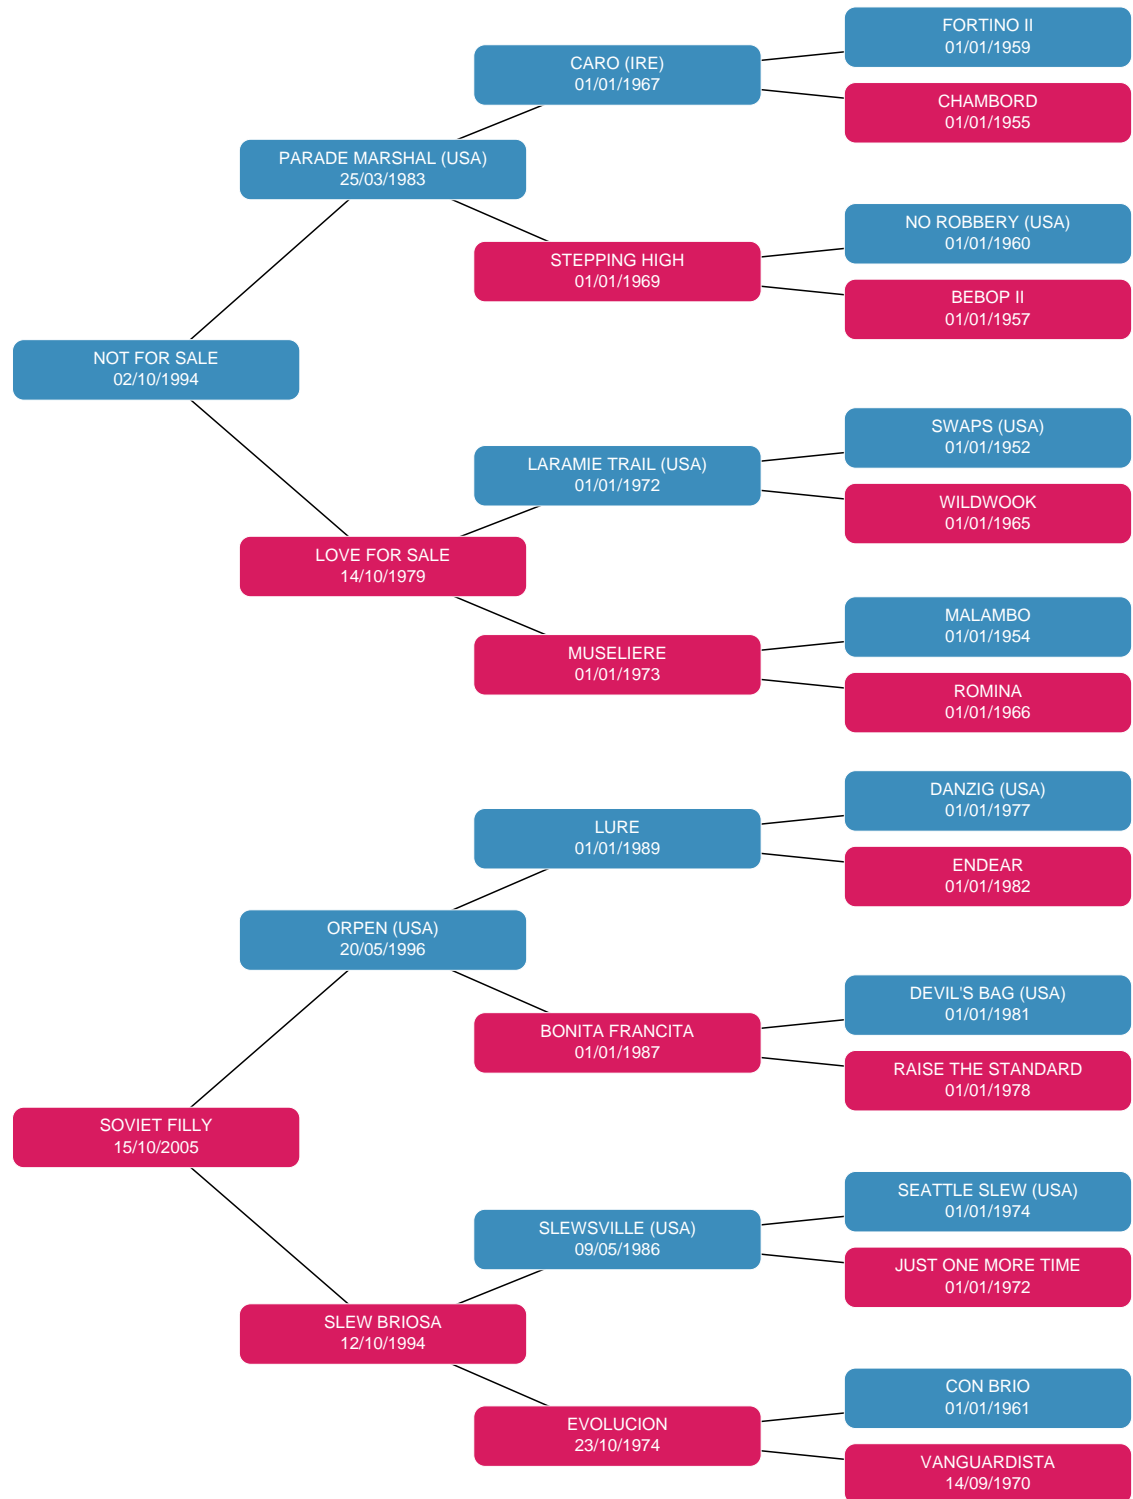 FORTINO II
01/01/1959
CARO (IRE)
01/01/1967
CHAMBORD
01/01/1955
PARADE MARSHAL (USA)
25/03/1983
NO ROBBERY (USA)
01/01/1960
STEPPING HIGH
01/01/1969
BEBOP II
01/01/1957
NOT FOR SALE
02/10/1994
SWAPS (USA)
01/01/1952
LARAMIE TRAIL (USA)
01/01/1972
WILDWOOK
01/01/1965
LOVE FOR SALE
14/10/1979
MALAMBO
01/01/1954
MUSELIERE
01/01/1973
ROMINA
01/01/1966
DANZIG (USA)
01/01/1977
LURE
01/01/1989
ENDEAR
01/01/1982
ORPEN (USA)
20/05/1996
DEVIL'S BAG (USA)
01/01/1981
BONITA FRANCITA
01/01/1987
RAISE THE STANDARD
01/01/1978
SOVIET FILLY
15/10/2005
SEATTLE SLEW (USA)
01/01/1974
SLEWSVILLE (USA)
09/05/1986
JUST ONE MORE TIME
01/01/1972
SLEW BRIOSA
12/10/1994
CON BRIO
01/01/1961
EVOLUCION
23/10/1974
VANGUARDISTA
14/09/1970